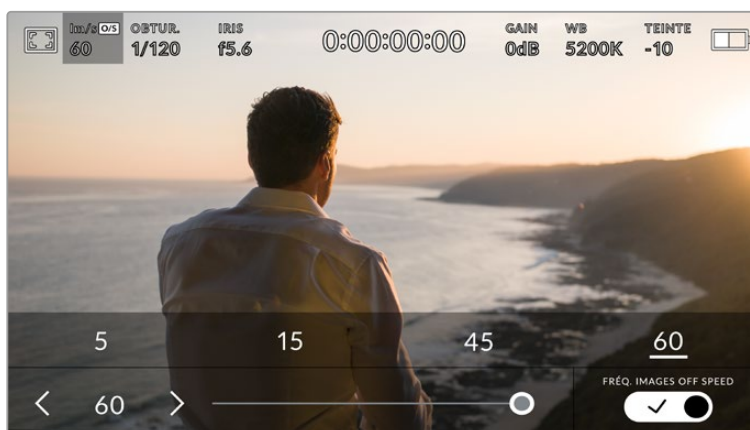 Im/s O/S OBTUR. IRIS GAIN WB TEINTE
60 1/120 f5.6 0:00:00:00 0dB 5200K -10
5 15 45 60
FRÉQ. IMAGES OFF SPEED
60